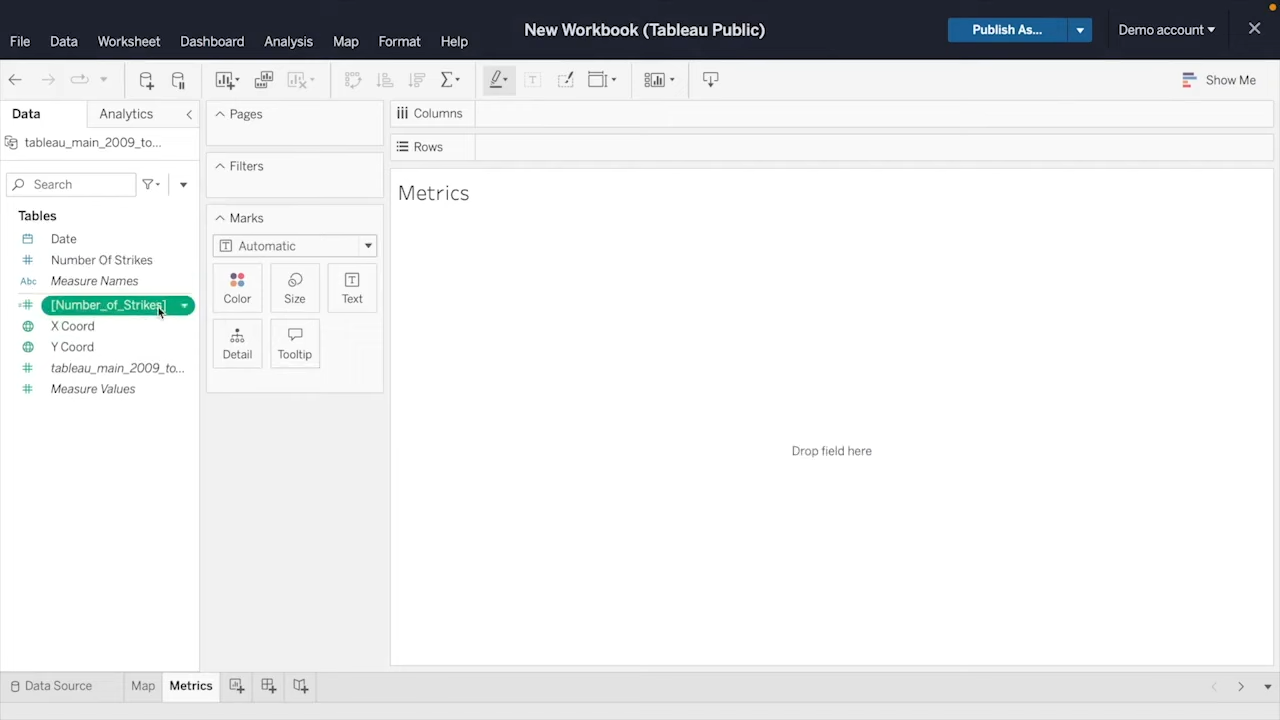 New Workbook (Tableau Public)
Publish As...
Demo account
File Data Worksheet Dashboard Analysis Map Format Help
Show Me
Data Analytics
tableau_main_2009_to...
Search
Tables
Date
Number Of Strikes
Abc Measure Names
[Number_of_Strikes]
X Coord
Y Coord
tableau_main_2009_to...
Measure Values
Pages
Filters
Marks
Automatic
Color Size Text
Detail Tooltip
Columns
Rows
Metrics
Drop field here
Data Source Map Metrics